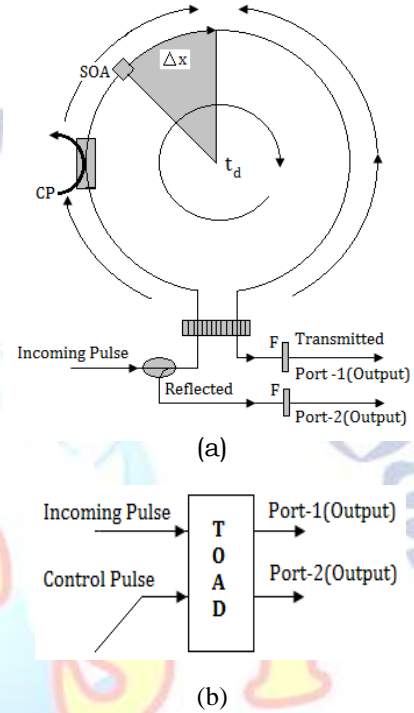 SOA
Δx
t_d
CP
Incoming Pulse
F
Transmitted
Port -1(Output)
Reflected
F
Port-2(Output)
(a)
Incoming Pulse
Control Pulse
T
O
A
D
Port-1(Output)
Port-2(Output)
(b)